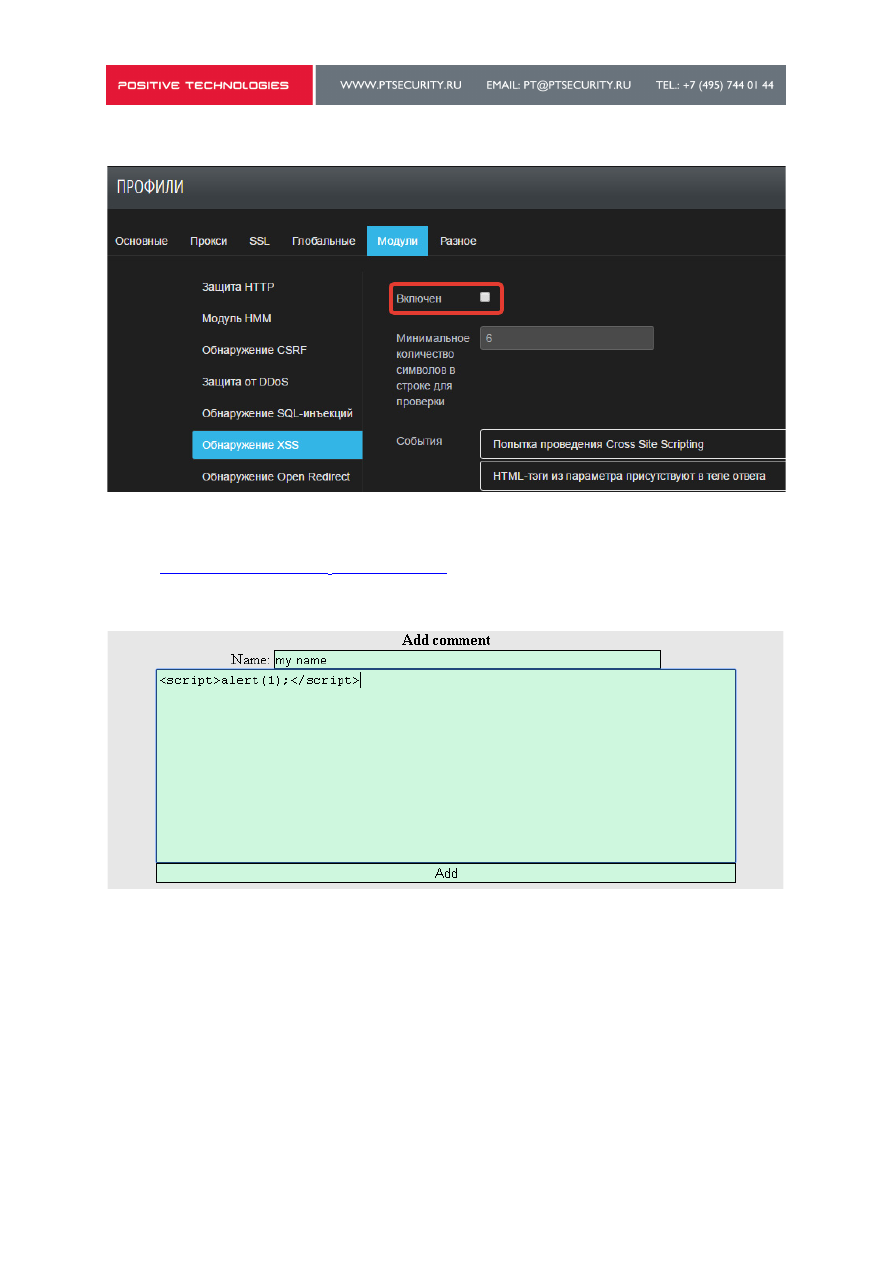 POSITIVE TECHNOLOGIES WWW.PTSECURITY.RU EMAIL: PT@PTSECURITY.RU TEL.: +7 (495) 744 01 44
ПРОФИЛИ
Основные Прокси SSL Глобальные Модули Разное
Защита HTTP
Модуль HMM
Обнаружение CSRF
Защита от DDoS
Обнаружение SQL-инъекций
Обнаружение XSS
Обнаружение Open Redirect
Включен
Минимальное
количество
символов в
строке для
проверки
6
События
Попытка проведения Cross Site Scripting
HTML-тэги из параметра присутствуют в теле ответа
Add comment
Name: my name
<script>alert(1);</script>
Add